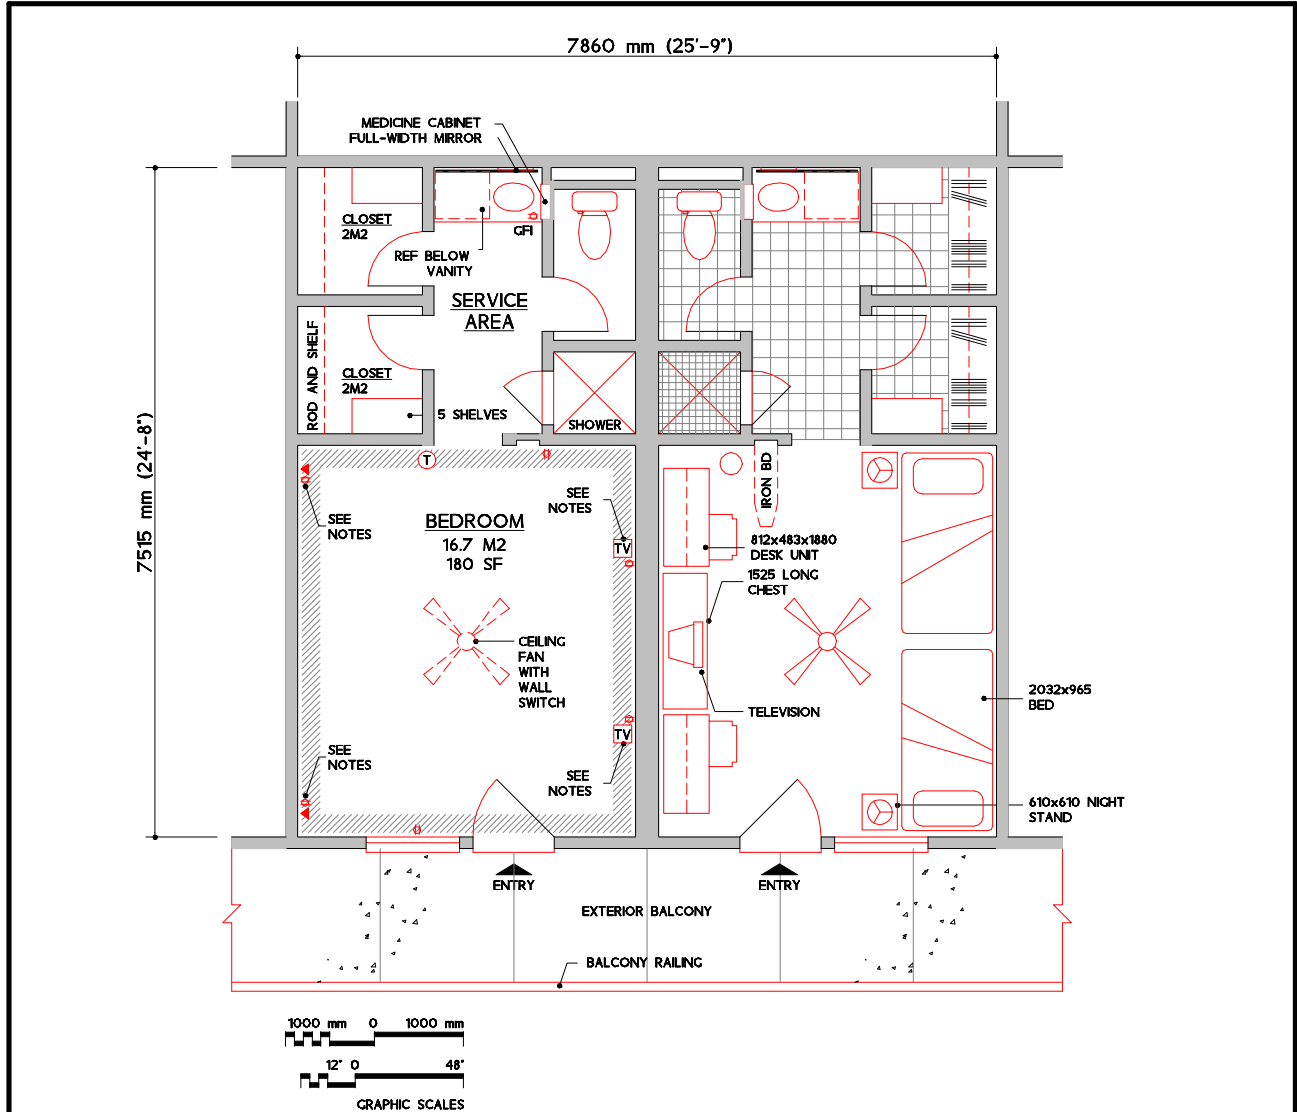 7860 mm (25'-9")
MEDICINE CABINET
FULL-WIDTH MIRROR
CLOSET
2M2
GFI
REF BELOW
VANITY
SERVICE
AREA
ROD AND SHELF
CLOSET
2M2
5 SHELVES
SHOWER
7515 mm (24'-8")
T
IRON BD
SEE
NOTES
SEE
NOTES
BEDROOM
16.7 M2
180 SF
TV
812x483x1880
DESK UNIT
1525 LONG
CHEST
CEILING
FAN
WITH
WALL
SWITCH
2032x965
BED
TELEVISION
TV
SEE
NOTES
SEE
NOTES
610x610 NIGHT
STAND
ENTRY
ENTRY
EXTERIOR BALCONY
BALCONY RAILING
1000 mm 0 1000 mm
12" 0 48"
GRAPHIC SCALES